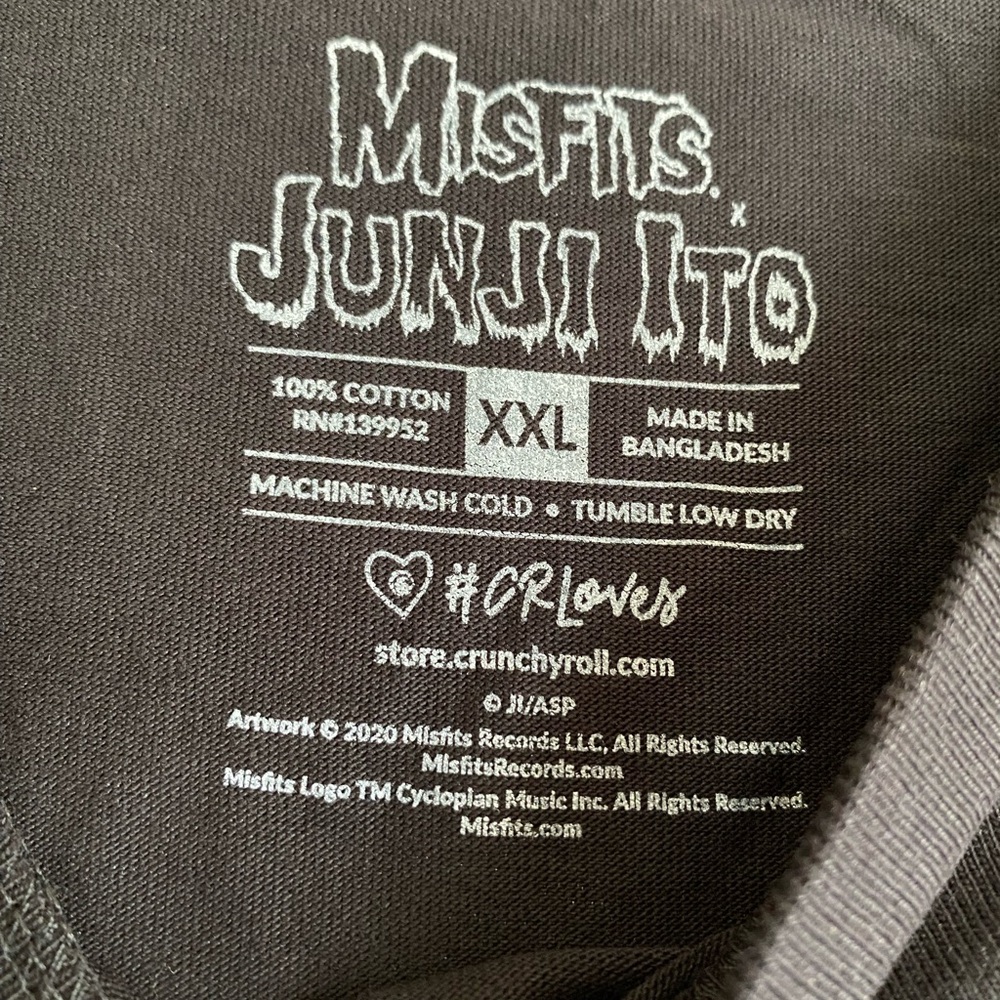 MISFITS.
x
JUNJI ITO
100% COTTON
RN#139952
XXL
MADE IN
BANGLADESH
MACHINE WASH COLD • TUMBLE LOW DRY
#CRLoves
store.crunchyroll.com
© JI/ASP
Artwork © 2020 Misfits Records LLC, All Rights Reserved.
MisfitsRecords.com
Misfits Logo TM Cyclopian Music Inc. All Rights Reserved.
Misfits.com